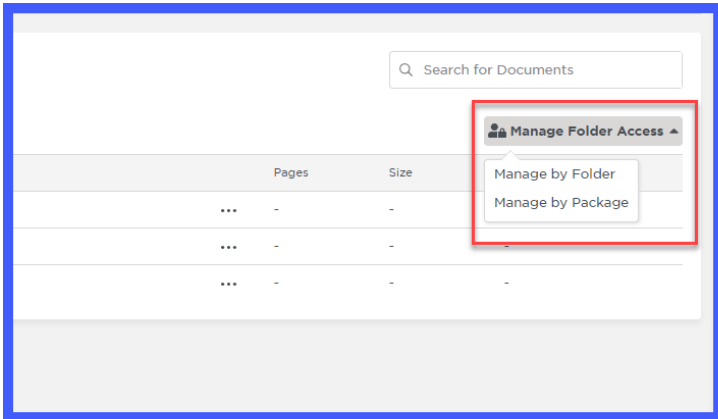 Search for Documents
Manage Folder Access
Pages Size
Manage by Folder
Manage by Package
- -
- - -
- - -